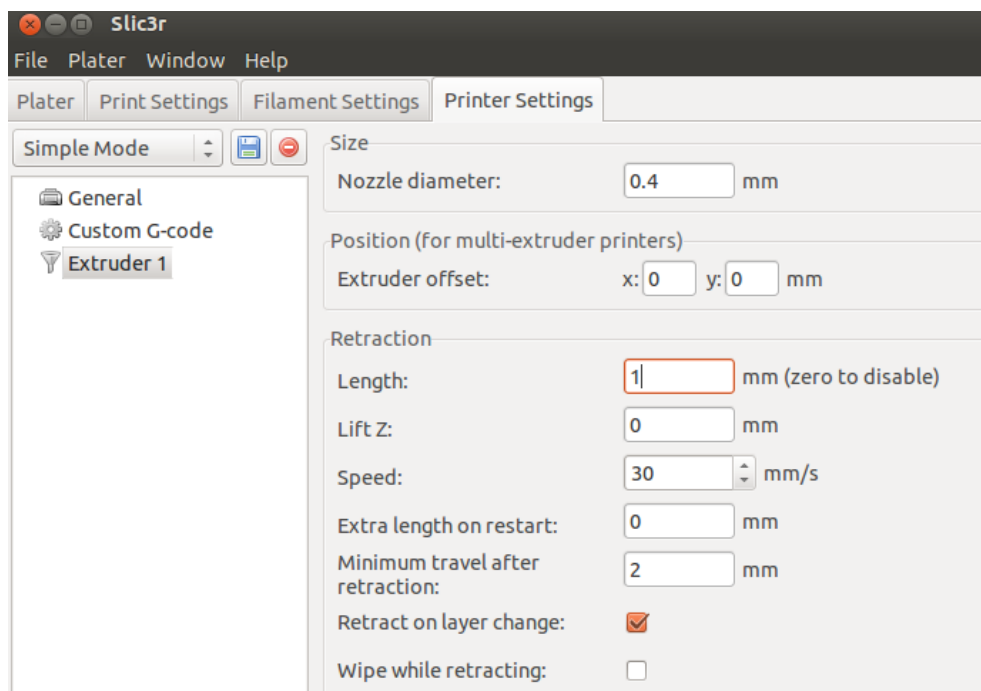 Slic3r
File Plater Window Help
Plater Print Settings Filament Settings Printer Settings
Simple Mode
General
Custom G-code
Extruder 1
Size
Nozzle diameter: 0.4 mm
Position (for multi-extruder printers)
Extruder offset: x: 0 y: 0 mm
Retraction
Length: 1 mm (zero to disable)
Lift Z: 0 mm
Speed: 30 mm/s
Extra length on restart: 0 mm
Minimum travel after
retraction: 2 mm
Retract on layer change:
Wipe while retracting: